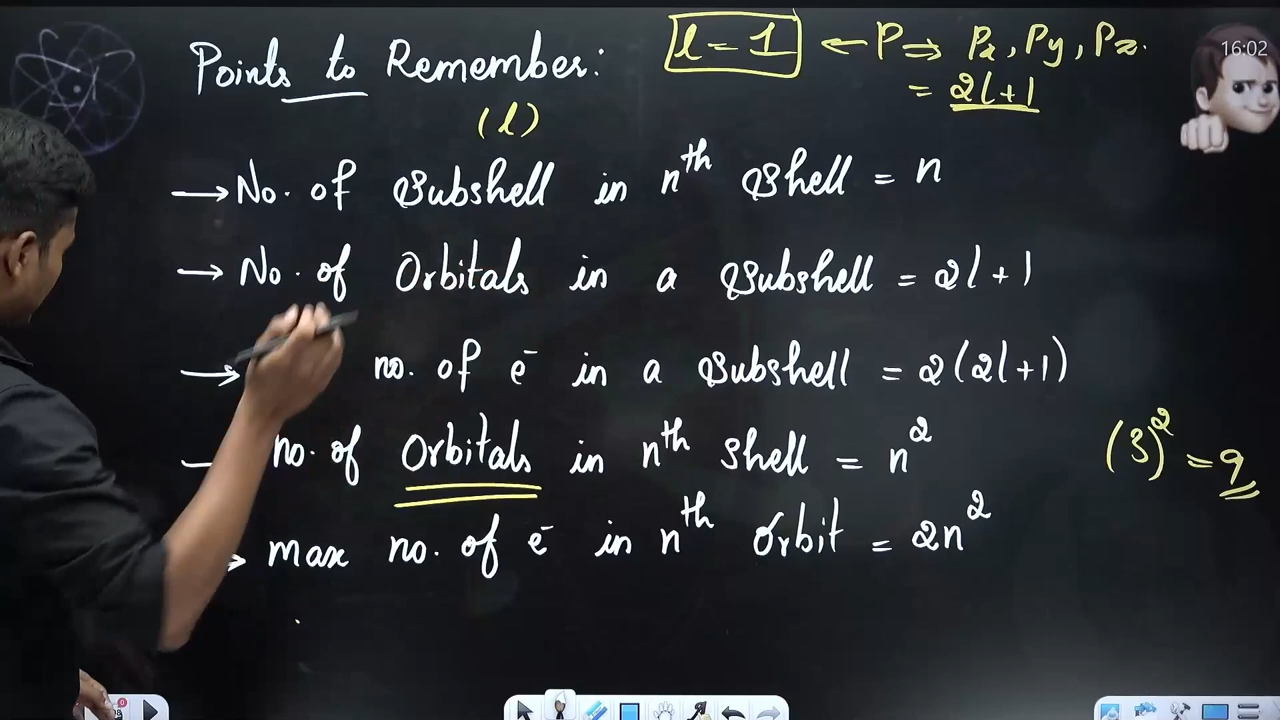 Points to Remember:
l = 1 ← P ⇒ Px, Py, Pz.
= 2l+1
16:02
(l)
→ No. of Subshell in nth Shell = n
→ No. of Orbitals in a Subshell = 2l+1
→ no. of e- in a Subshell = 2(2l+1)
no. of Orbitals in nth shell = n²
(3)² = 9
→ max no. of e- in nth Orbit = 2n²